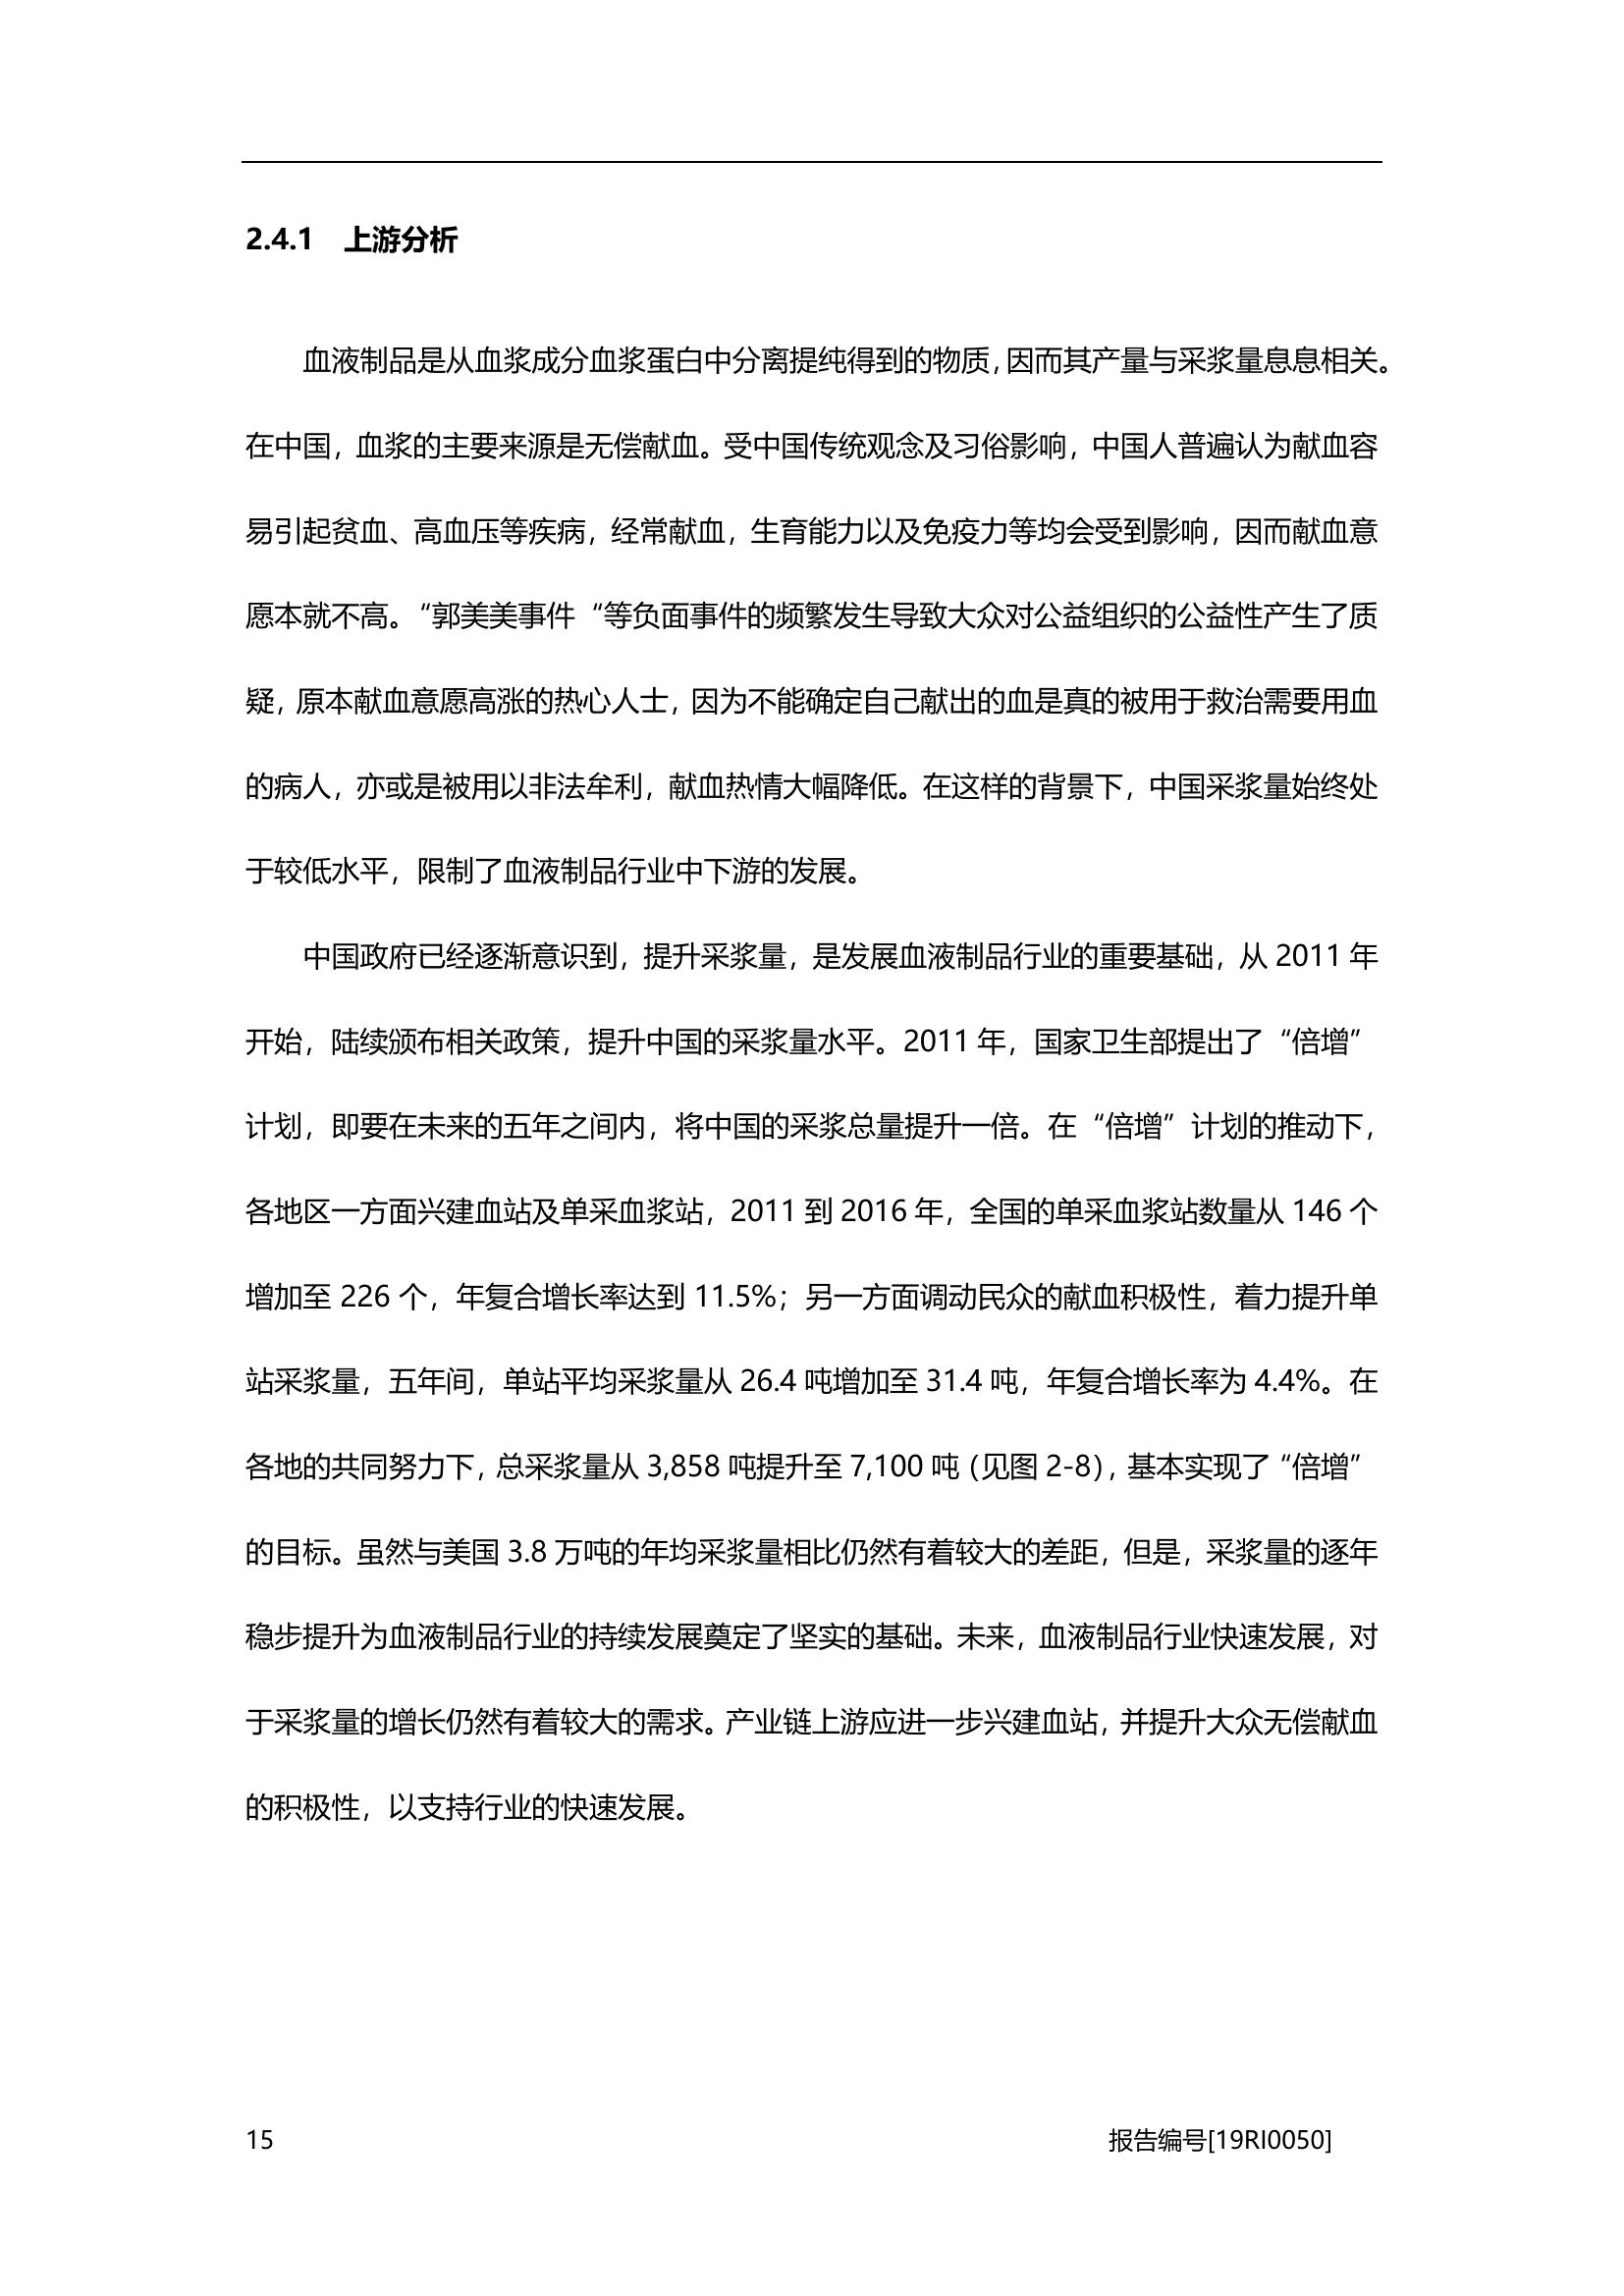 2.4.1 上游分析
血液制品是从血浆成分血浆蛋白中分离提纯得到的物质，因而其产量与采浆量息息相关。
在中国，血浆的主要来源是无偿献血。受中国传统观念及习俗影响，中国人普遍认为献血容
易引起贫血、高血压等疾病，经常献血，生育能力以及免疫力等均会受到影响，因而献血意
愿本就不高。“郭美美事件“等负面事件的频繁发生导致大众对公益组织的公益性产生了质
疑，原本献血意愿高涨的热心人士，因为不能确定自己献出的血是真的被用于救治需要用血
的病人，亦或是被用以非法牟利，献血热情大幅降低。在这样的背景下，中国采浆量始终处
于较低水平，限制了血液制品行业中下游的发展。
中国政府已经逐渐意识到，提升采浆量，是发展血液制品行业的重要基础，从 2011 年
开始，陆续颁布相关政策，提升中国的采浆量水平。2011 年，国家卫生部提出了“倍增”
计划，即要在未来的五年之间内，将中国的采浆总量提升一倍。在“倍增”计划的推动下，
各地区一方面兴建血站及单采血浆站，2011 到 2016 年，全国的单采血浆站数量从 146 个
增加至 226 个，年复合增长率达到 11.5%；另一方面调动民众的献血积极性，着力提升单
站采浆量，五年间，单站平均采浆量从 26.4 吨增加至 31.4 吨，年复合增长率为 4.4%。在
各地的共同努力下，总采浆量从 3,858 吨提升至 7,100 吨（见图 2-8），基本实现了“倍增”
的目标。虽然与美国 3.8 万吨的年均采浆量相比仍然有着较大的差距，但是，采浆量的逐年
稳步提升为血液制品行业的持续发展奠定了坚实的基础。未来，血液制品行业快速发展，对
于采浆量的增长仍然有着较大的需求。产业链上游应进一步兴建血站，并提升大众无偿献血
的积极性，以支持行业的快速发展。
15 报告编号[19RI0050]